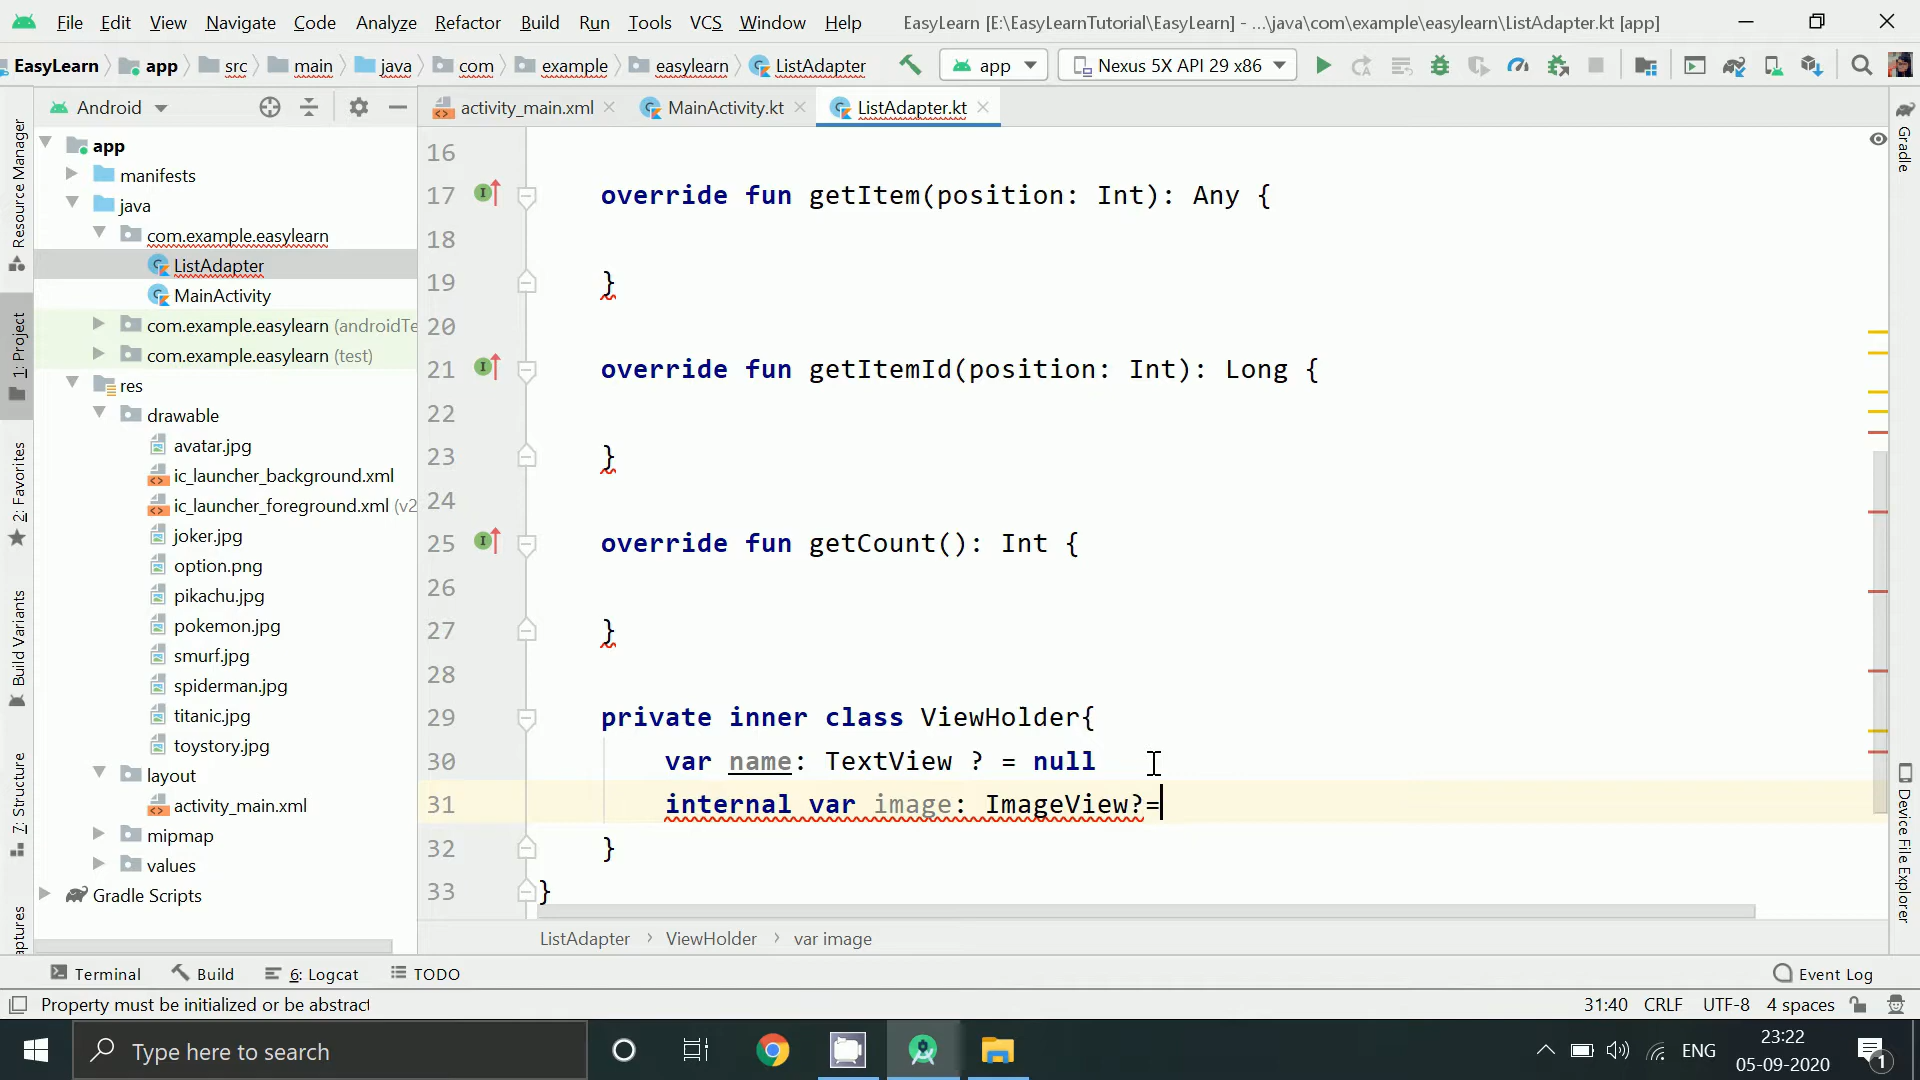 File Edit View Navigate Code Analyze Refactor Build Run Tools VCS Window Help EasyLearn [E:\EasyLearnTutorial\EasyLearn] - ...\java\com\example\easylearn\ListAdapter.kt [app]
EasyLearn app src main java com example easylearn ListAdapter app Nexus 5X API 29 x86
Android activity_main.xml MainActivity.kt ListAdapter.kt
Resource Manager
1: Project
2: Favorites
Build Variants
7: Structure
aptures
app
manifests
java
com.example.easylearn
ListAdapter
MainActivity
com.example.easylearn (androidTe
com.example.easylearn (test)
res
drawable
avatar.jpg
ic_launcher_background.xml
ic_launcher_foreground.xml (v2
joker.jpg
option.png
pikachu.jpg
pokemon.jpg
smurf.jpg
spiderman.jpg
titanic.jpg
toystory.jpg
layout
activity_main.xml
mipmap
values
Gradle Scripts
16
17 override fun getItem(position: Int): Any {
18
19 }
20
21 override fun getItemId(position: Int): Long {
22
23 }
24
25 override fun getCount(): Int {
26
27 }
28
29 private inner class ViewHolder{
30 var name: TextView ? = null
31 internal var image: ImageView?=
32 }
33 }
Gradle
Device File Explorer
ListAdapter › ViewHolder › var image
Terminal Build 6: Logcat TODO Event Log
Property must be initialized or be abstract 31:40 CRLF UTF-8 4 spaces
Type here to search ENG 23:22
05-09-2020
1